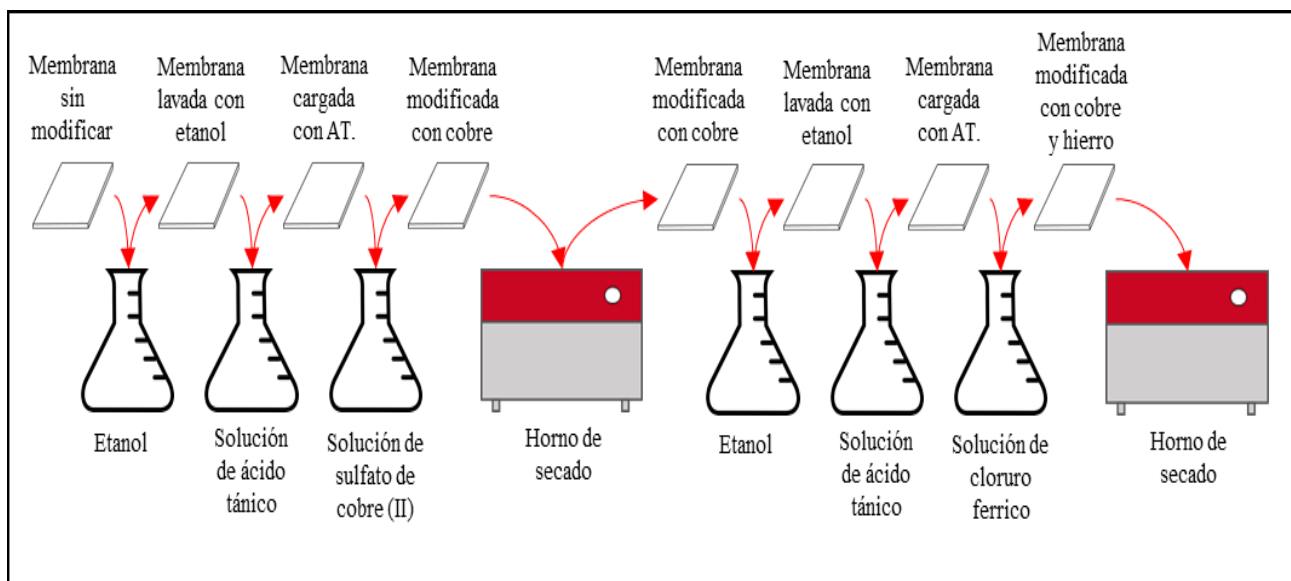 Membrana
sin
modificar
Membrana
lavada con
etanol
Membrana
cargada
con AT.
Membrana
modificada
con cobre
Membrana
modificada
con cobre
Membrana
lavada con
etanol
Membrana
cargada
con AT.
Membrana
modificada
con cobre
y hierro
Etanol
Solución
de ácido
tánico
Solución de
sulfato de
cobre (II)
Horno de
secado
Etanol
Solución
de ácido
tánico
Solución de
cloruro
ferrico
Horno de
secado